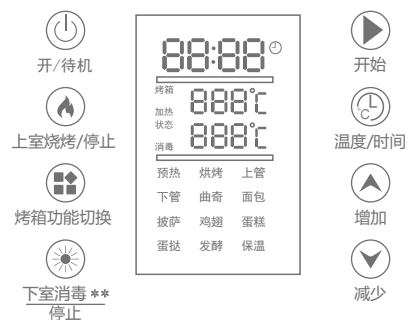 开/待机
上室烧烤/停止
烤箱功能切换
下室消毒 **
停止
88:88
烤箱
888℃
加热
状态
888℃
消毒
预热 烘烤 上管
下管 曲奇 面包
披萨 鸡翅 蛋糕
蛋挞 发酵 保温
开始
℃ L
温度/时间
增加
减少